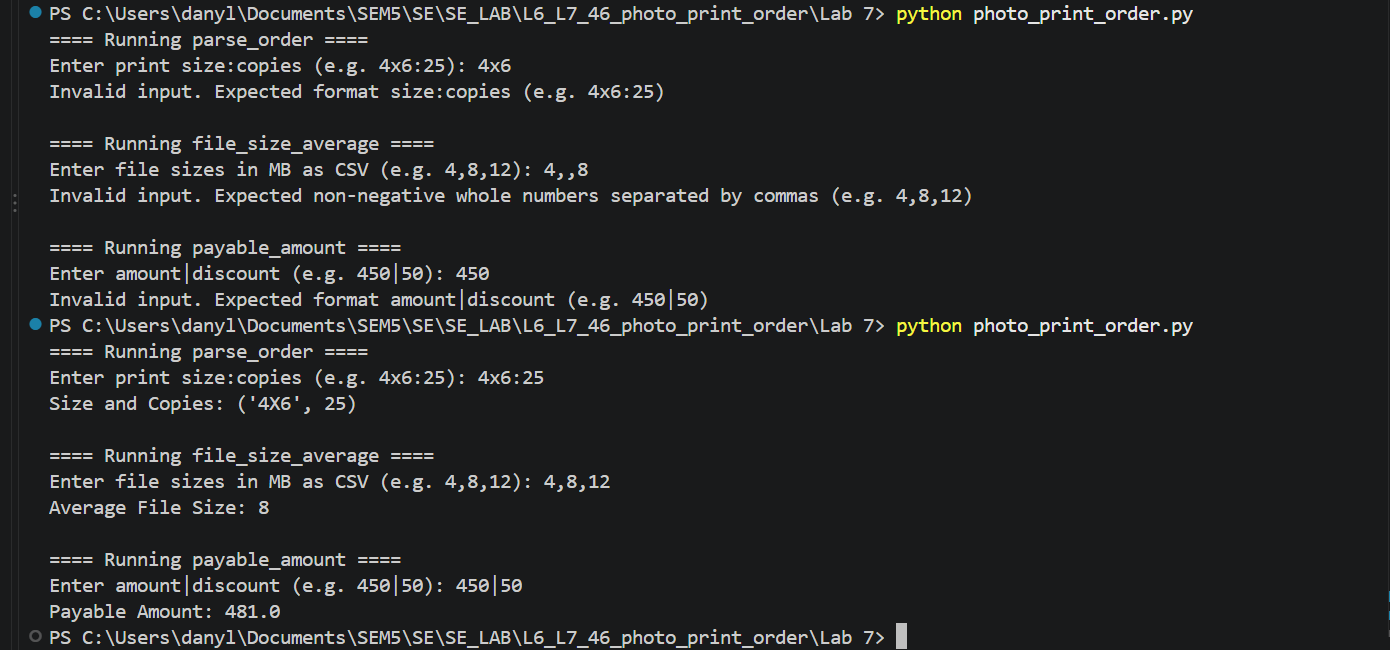 PS C:\Users\danyl\Documents\SEM5\SE\SE_LAB\L6_L7_46_photo_print_order\Lab 7> python photo_print_order.py
==== Running parse_order ====
Enter print size:copies (e.g. 4x6:25): 4x6
Invalid input. Expected format size:copies (e.g. 4x6:25)

==== Running file_size_average ====
Enter file sizes in MB as CSV (e.g. 4,8,12): 4,,8
Invalid input. Expected non-negative whole numbers separated by commas (e.g. 4,8,12)

==== Running payable_amount ====
Enter amount|discount (e.g. 450|50): 450
Invalid input. Expected format amount|discount (e.g. 450|50)
PS C:\Users\danyl\Documents\SEM5\SE\SE_LAB\L6_L7_46_photo_print_order\Lab 7> python photo_print_order.py
==== Running parse_order ====
Enter print size:copies (e.g. 4x6:25): 4x6:25
Size and Copies: ('4X6', 25)

==== Running file_size_average ====
Enter file sizes in MB as CSV (e.g. 4,8,12): 4,8,12
Average File Size: 8

==== Running payable_amount ====
Enter amount|discount (e.g. 450|50): 450|50
Payable Amount: 481.0
PS C:\Users\danyl\Documents\SEM5\SE\SE_LAB\L6_L7_46_photo_print_order\Lab 7>